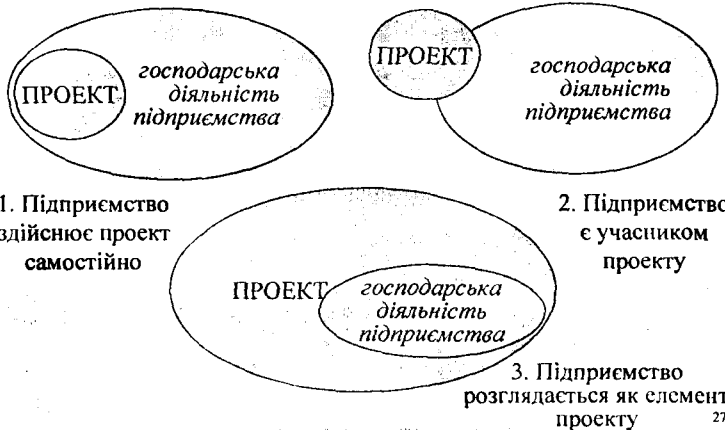 ПРОЕКТ
господарська
діяльність
підприємства
1. Підприємство
здійснює проект
самостійно
ПРОЕКТ
господарська
діяльність
підприємства
2. Підприємство
є учасником
проекту
ПРОЕКТ
господарська
діяльність
підприємства
3. Підприємство
розглядається як елемент
проекту
27